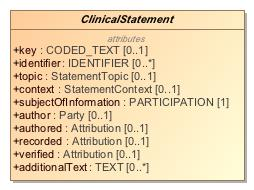 ClinicalStatement
attributes
+key : CODED_TEXT [0..1]
+identifier: IDENTIFIER [0..*]
+topic : StatementTopic [0..1]
+context : StatementContext [0..1]
+subjectOfInformation : PARTICIPATION [1]
+author : Party [0..1]
+authored : Attribution [0..1]
+recorded : Attribution [0..1]
+verified : Attribution [0..1]
+additionalText : TEXT [0..*]